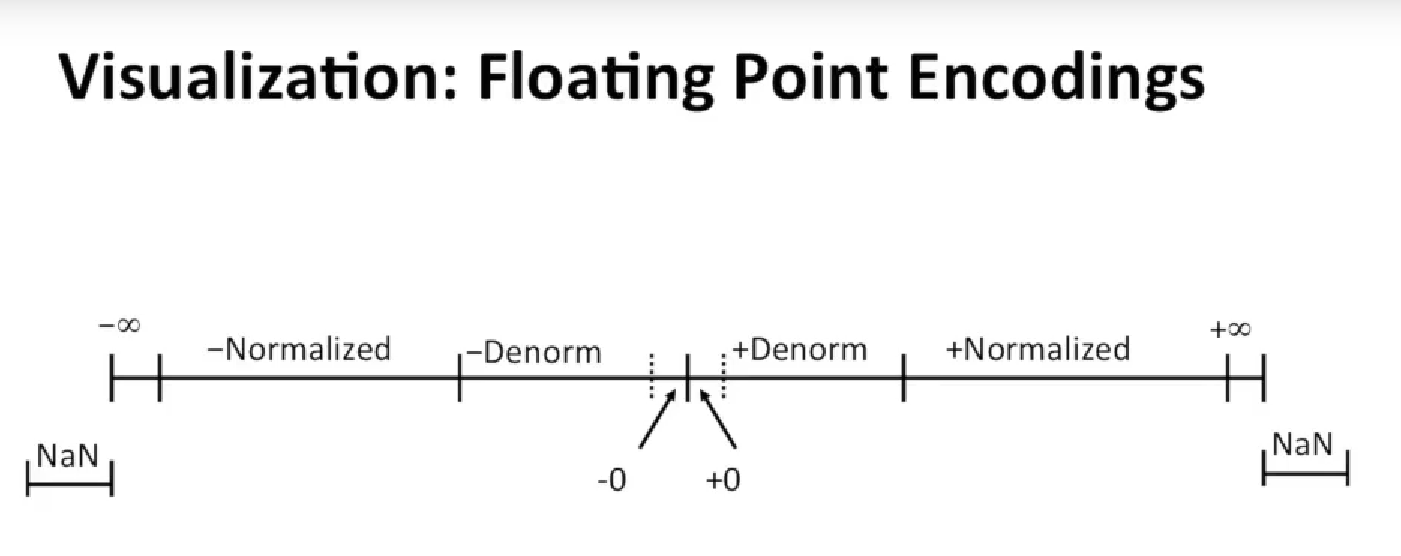 Visualization: Floating Point Encodings
−∞
+∞
−Normalized
−Denorm
+Denorm
+Normalized
NaN
NaN
-0
+0